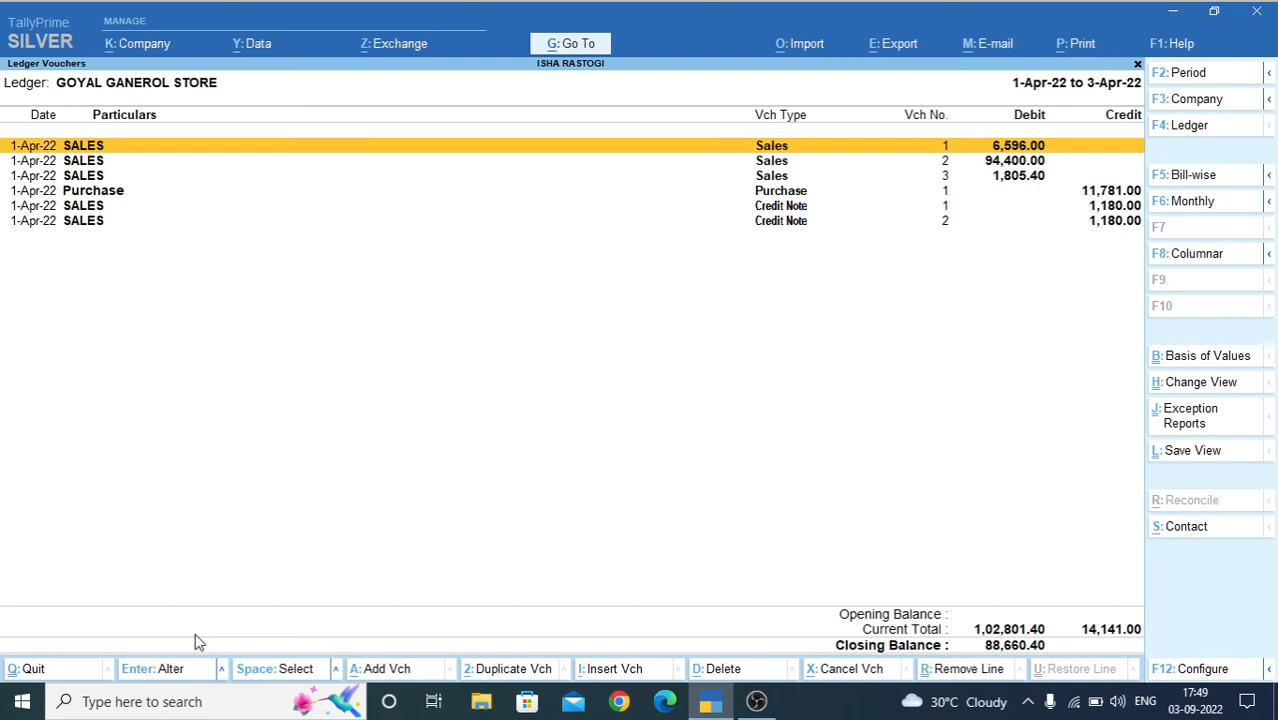 TallyPrime
MANAGE
SILVER
K: Company
Y: Data
Z: Exchange
G: Go To
O: Import
E: Export
M: E-mail
P: Print
F1: Help
Ledger Vouchers
ISHA RASTOGI
×
Ledger: GOYAL GANEROL STORE
1-Apr-22 to 3-Apr-22
Date Particulars Vch Type Vch No. Debit Credit
1-Apr-22 SALES Sales 1 6,596.00
1-Apr-22 SALES Sales 2 94,400.00
1-Apr-22 SALES Sales 3 1,805.40
1-Apr-22 Purchase Purchase 1 11,781.00
1-Apr-22 SALES Credit Note 1 1,180.00
1-Apr-22 SALES Credit Note 2 1,180.00
Opening Balance :
Current Total : 1,02,801.40 14,141.00
Closing Balance : 88,660.40
F2: Period
F3: Company
F4: Ledger
F5: Bill-wise
F6: Monthly
F7
F8: Columnar
F9
F10
B: Basis of Values
H: Change View
J: Exception
Reports
L: Save View
R: Reconcile
S: Contact
Q: Quit
Enter: Alter
Space: Select
A: Add Vch
2: Duplicate Vch
I: Insert Vch
D: Delete
X: Cancel Vch
R: Remove Line
U: Restore Line
F12: Configure
Type here to search
30°C Cloudy
ENG
17:49
03-09-2022